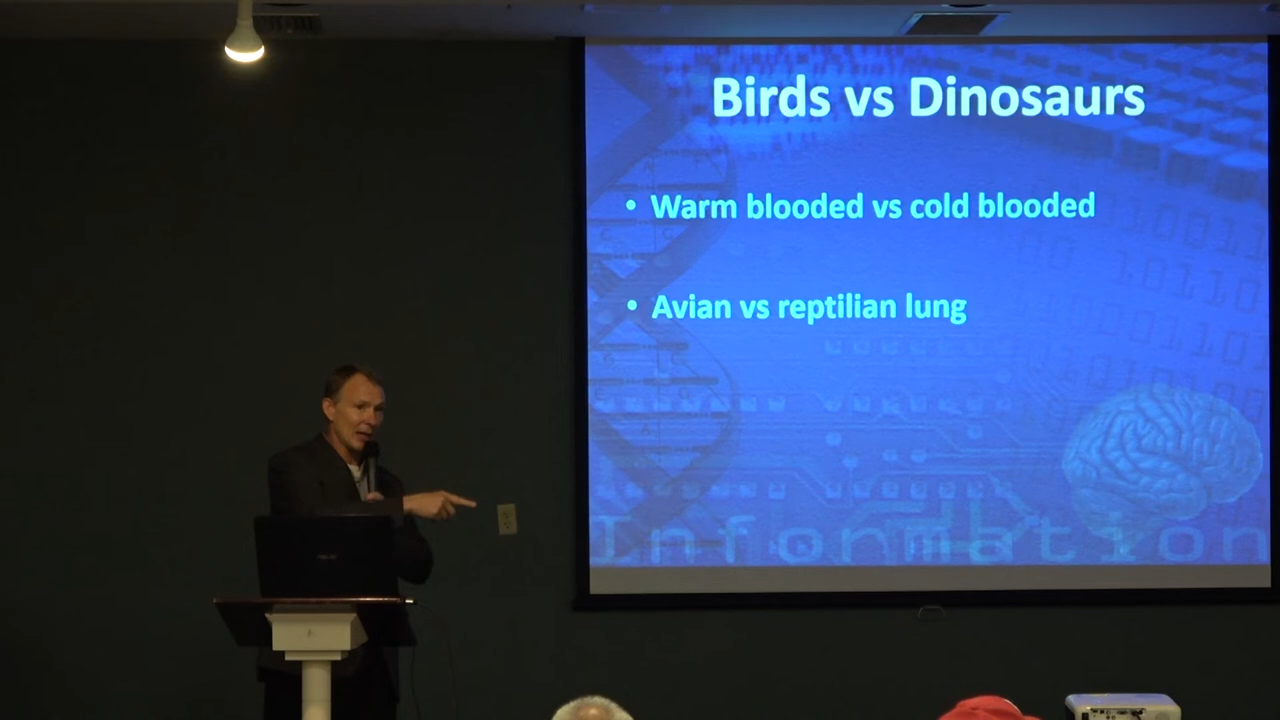 Birds vs Dinosaurs
• Warm blooded vs cold blooded
• Avian vs reptilian lung
Information